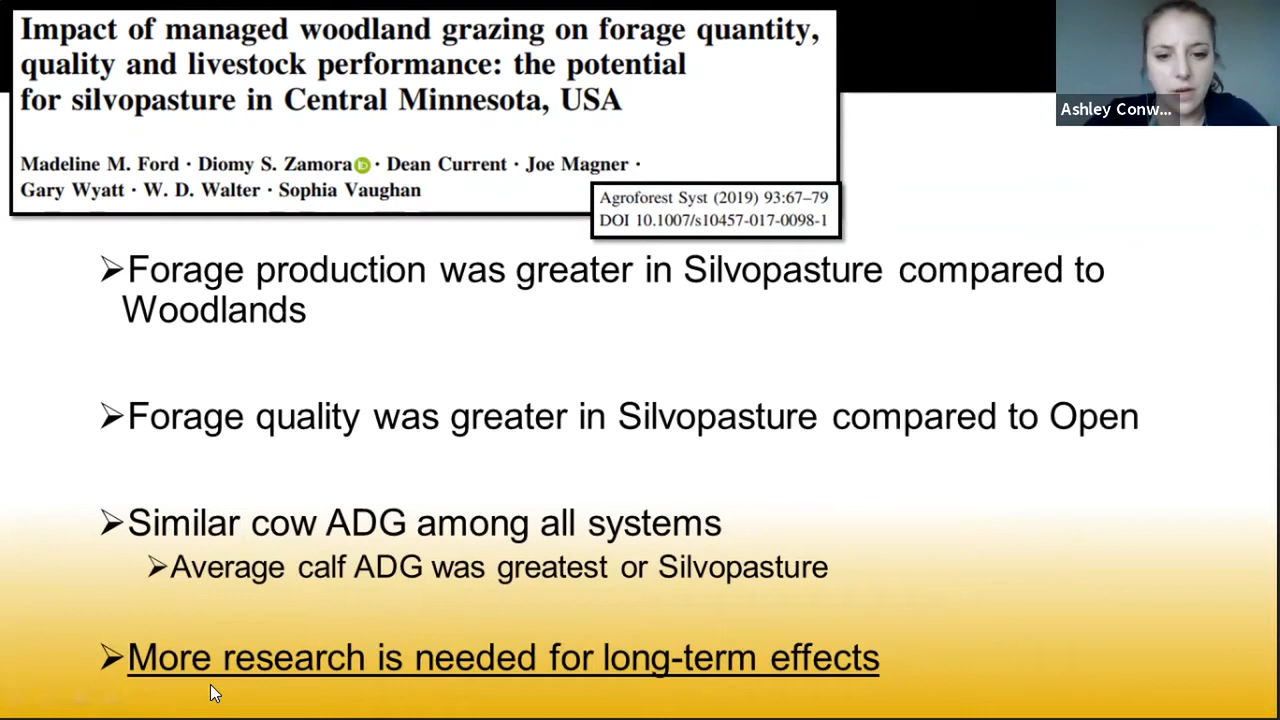 Impact of managed woodland grazing on forage quantity,
quality and livestock performance: the potential
for silvopasture in Central Minnesota, USA
Madeline M. Ford · Diomy S. Zamora · Dean Current · Joe Magner ·
Gary Wyatt · W. D. Walter · Sophia Vaughan
Agroforest Syst (2019) 93:67–79
DOI 10.1007/s10457-017-0098-1
Ashley Conw...
➢Forage production was greater in Silvopasture compared to
Woodlands
➢Forage quality was greater in Silvopasture compared to Open
➢Similar cow ADG among all systems
➢Average calf ADG was greatest or Silvopasture
➢More research is needed for long-term effects